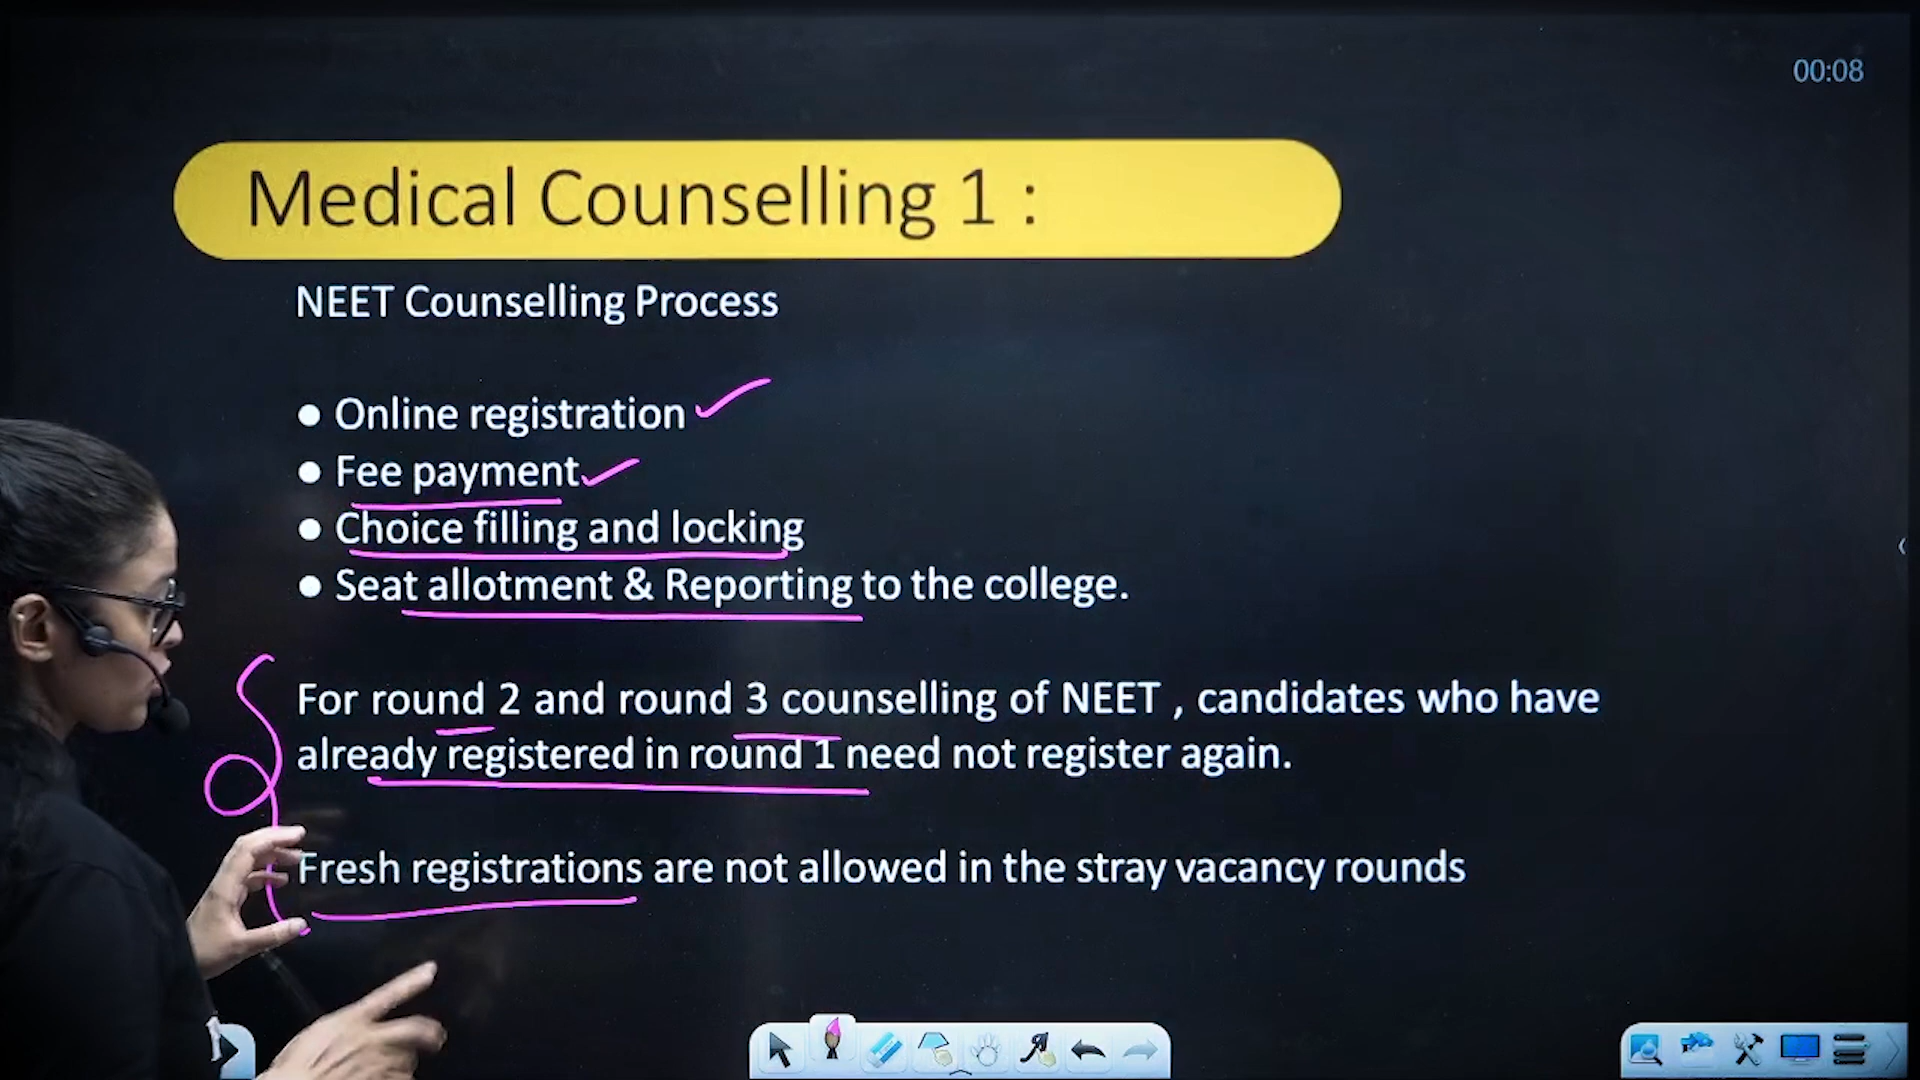 00:08
Medical Counselling 1 :
NEET Counselling Process
● Online registration
● Fee payment
● Choice filling and locking
● Seat allotment & Reporting to the college.
For round 2 and round 3 counselling of NEET , candidates who have
already registered in round 1 need not register again.
Fresh registrations are not allowed in the stray vacancy rounds